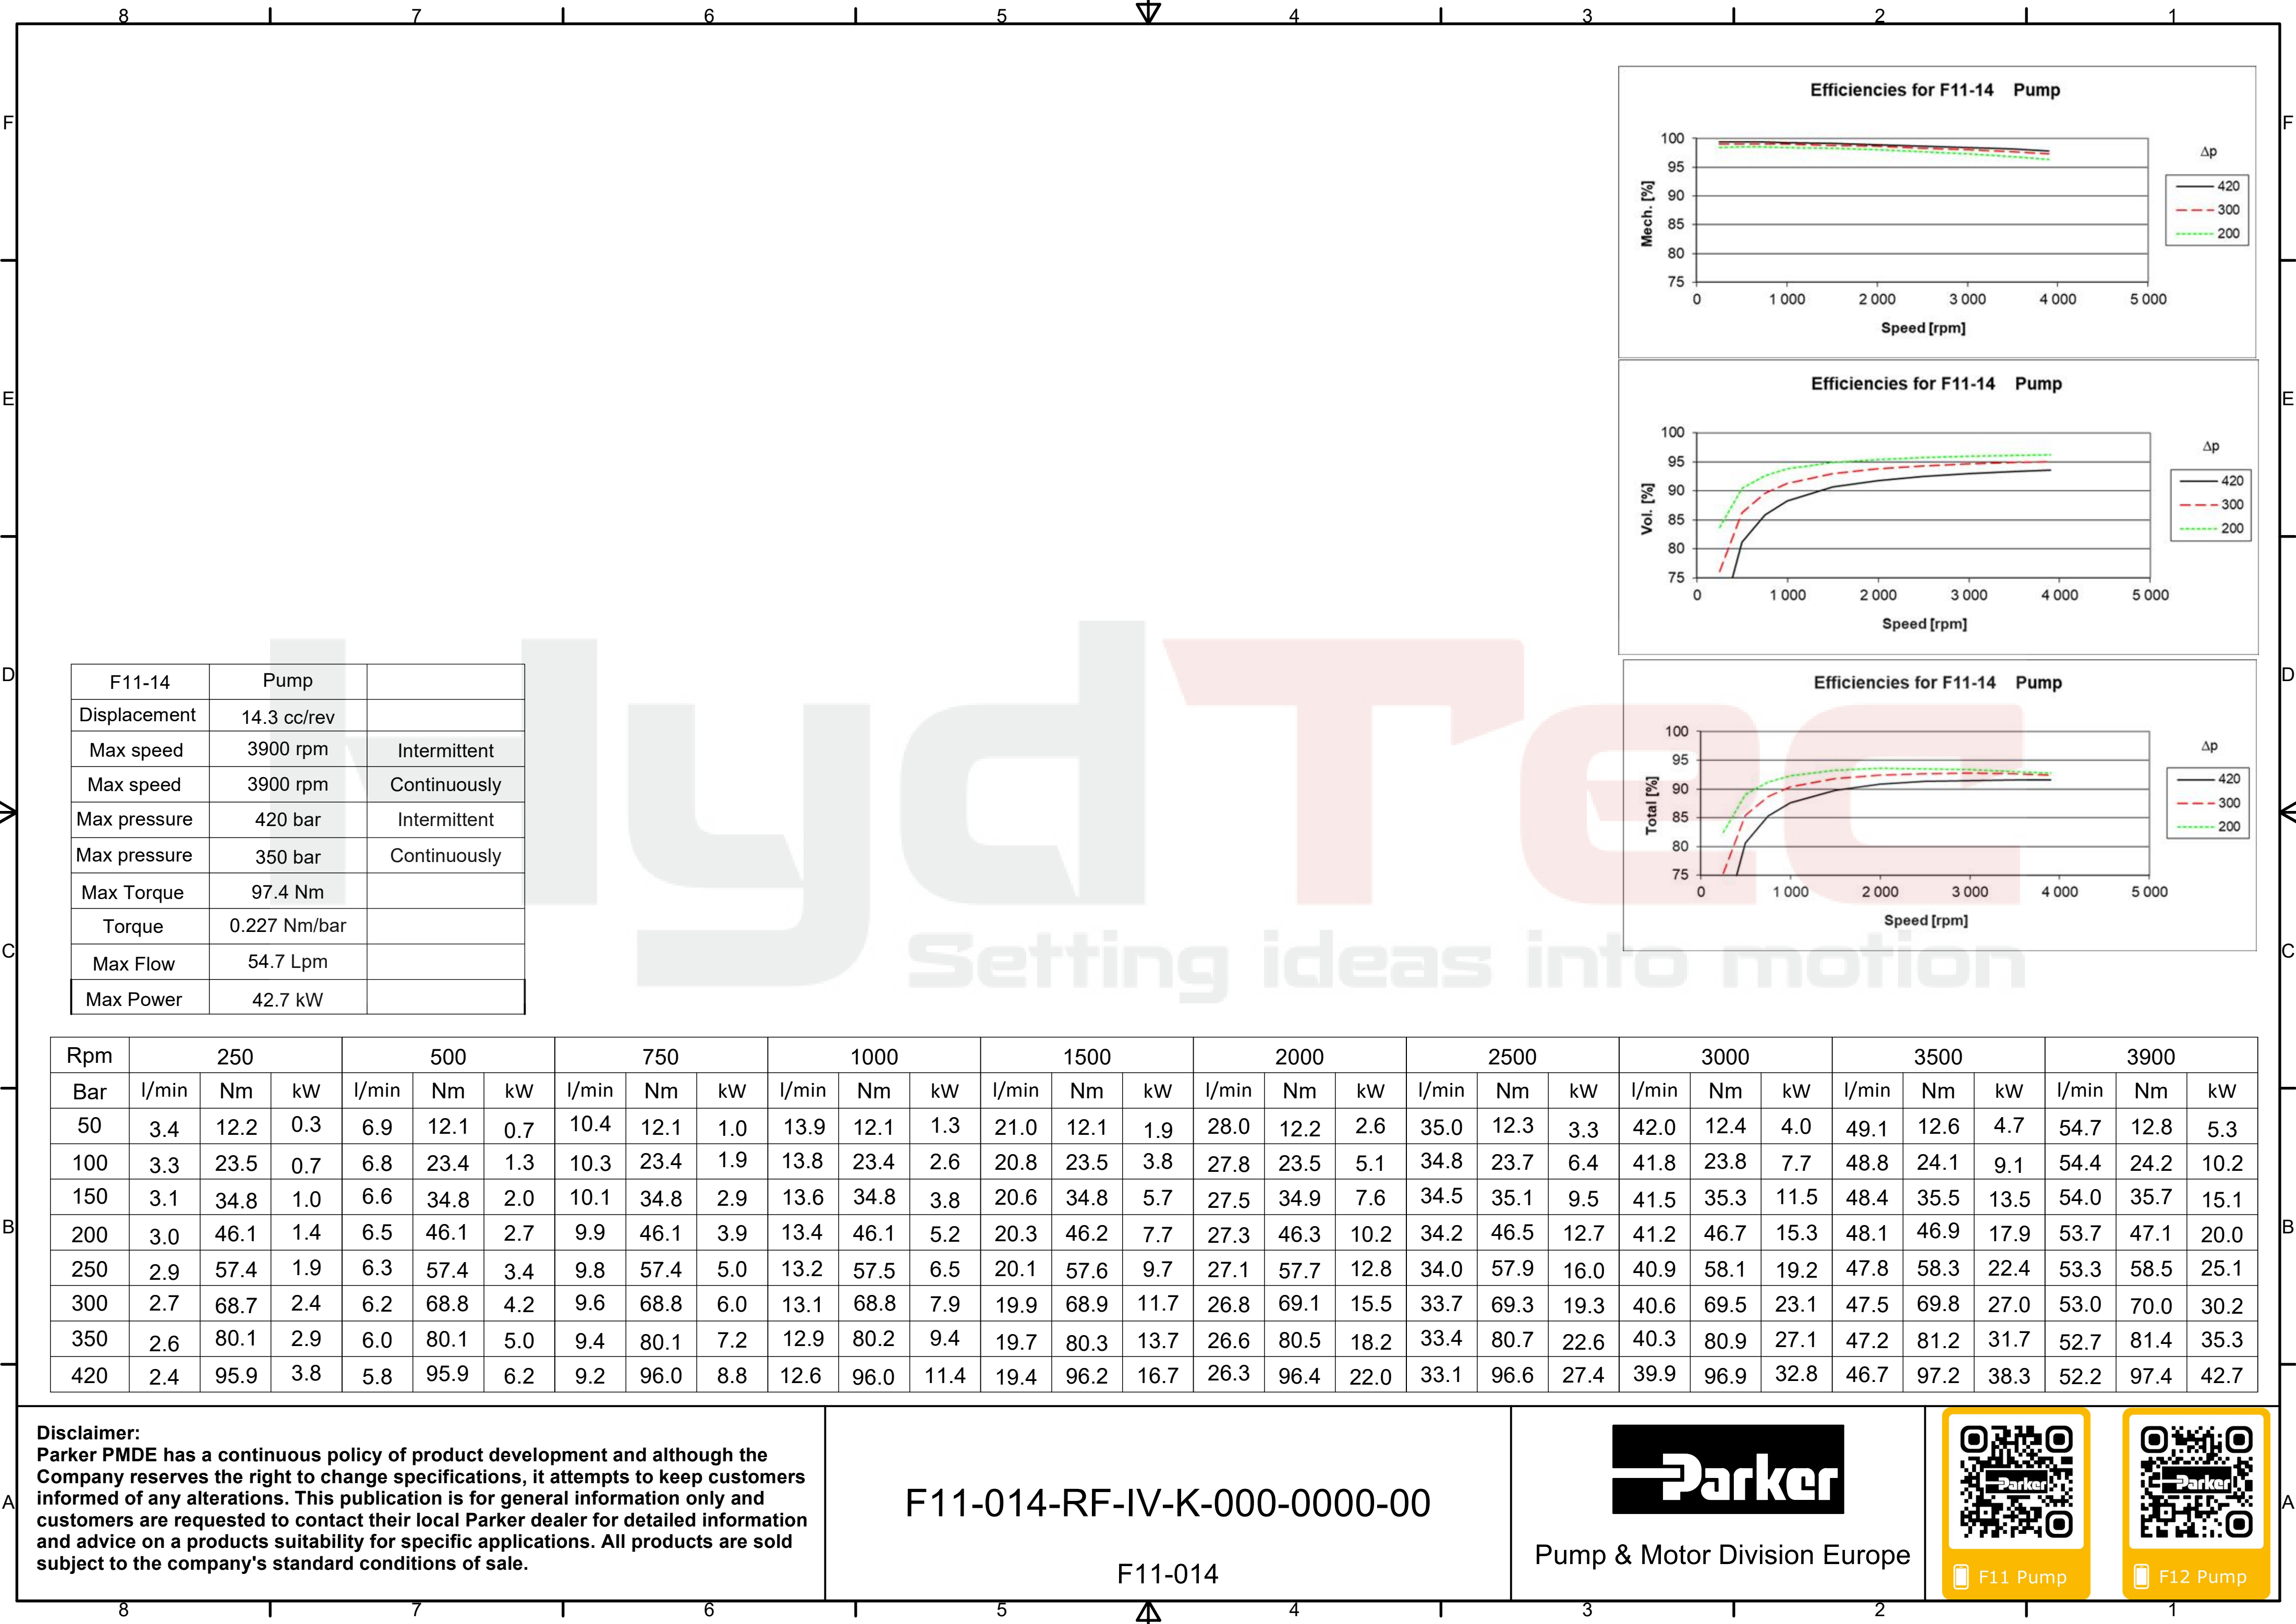 8 7 6 5 4 3 2 1
F F
E E
D D
C C
B B
A A
Efficiencies for F11-14 Pump
100
95
90
85
80
75
Mech. [%]
0 1 000 2 000 3 000 4 000 5 000
Speed [rpm]
Δp
420
300
200
Efficiencies for F11-14 Pump
100
95
90
85
80
75
Vol. [%]
0 1 000 2 000 3 000 4 000 5 000
Speed [rpm]
Δp
420
300
200
Efficiencies for F11-14 Pump
100
95
90
85
80
75
Total [%]
0 1 000 2 000 3 000 4 000 5 000
Speed [rpm]
Δp
420
300
200
HydTec
Setting ideas into motion
F11-14 Pump
Displacement 14.3 cc/rev
Max speed 3900 rpm Intermittent
Max speed 3900 rpm Continuously
Max pressure 420 bar Intermittent
Max pressure 350 bar Continuously
Max Torque 97.4 Nm
Torque 0.227 Nm/bar
Max Flow 54.7 Lpm
Max Power 42.7 kW
Rpm 250 500 750 1000 1500 2000 2500 3000 3500 3900
Bar l/min Nm kW l/min Nm kW l/min Nm kW l/min Nm kW l/min Nm kW l/min Nm kW l/min Nm kW l/min Nm kW l/min Nm kW l/min Nm kW
50 3.4 12.2 0.3 6.9 12.1 0.7 10.4 12.1 1.0 13.9 12.1 1.3 21.0 12.1 1.9 28.0 12.2 2.6 35.0 12.3 3.3 42.0 12.4 4.0 49.1 12.6 4.7 54.7 12.8 5.3
100 3.3 23.5 0.7 6.8 23.4 1.3 10.3 23.4 1.9 13.8 23.4 2.6 20.8 23.5 3.8 27.8 23.5 5.1 34.8 23.7 6.4 41.8 23.8 7.7 48.8 24.1 9.1 54.4 24.2 10.2
150 3.1 34.8 1.0 6.6 34.8 2.0 10.1 34.8 2.9 13.6 34.8 3.8 20.6 34.8 5.7 27.5 34.9 7.6 34.5 35.1 9.5 41.5 35.3 11.5 48.4 35.5 13.5 54.0 35.7 15.1
200 3.0 46.1 1.4 6.5 46.1 2.7 9.9 46.1 3.9 13.4 46.1 5.2 20.3 46.2 7.7 27.3 46.3 10.2 34.2 46.5 12.7 41.2 46.7 15.3 48.1 46.9 17.9 53.7 47.1 20.0
250 2.9 57.4 1.9 6.3 57.4 3.4 9.8 57.4 5.0 13.2 57.5 6.5 20.1 57.6 9.7 27.1 57.7 12.8 34.0 57.9 16.0 40.9 58.1 19.2 47.8 58.3 22.4 53.3 58.5 25.1
300 2.7 68.7 2.4 6.2 68.8 4.2 9.6 68.8 6.0 13.1 68.8 7.9 19.9 68.9 11.7 26.8 69.1 15.5 33.7 69.3 19.3 40.6 69.5 23.1 47.5 69.8 27.0 53.0 70.0 30.2
350 2.6 80.1 2.9 6.0 80.1 5.0 9.4 80.1 7.2 12.9 80.2 9.4 19.7 80.3 13.7 26.6 80.5 18.2 33.4 80.7 22.6 40.3 80.9 27.1 47.2 81.2 31.7 52.7 81.4 35.3
420 2.4 95.9 3.8 5.8 95.9 6.2 9.2 96.0 8.8 12.6 96.0 11.4 19.4 96.2 16.7 26.3 96.4 22.0 33.1 96.6 27.4 39.9 96.9 32.8 46.7 97.2 38.3 52.2 97.4 42.7
Disclaimer:
Parker PMDE has a continuous policy of product development and although the
Company reserves the right to change specifications, it attempts to keep customers
informed of any alterations. This publication is for general information only and
customers are requested to contact their local Parker dealer for detailed information
and advice on a products suitability for specific applications. All products are sold
subject to the company's standard conditions of sale.
F11-014-RF-IV-K-000-0000-00
F11-014
Parker
Pump & Motor Division Europe
Parker
F11 Pump
Parker
F12 Pump
8 7 6 5 4 3 2 1